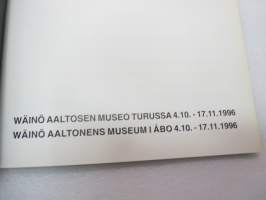 WÄINÖ AALTOSEN MUSEO TURUSSA 4.10. - 17.11.1996
WÄINÖ AALTONENS MUSEUM I ÅBO 4.10. - 17.11.1996